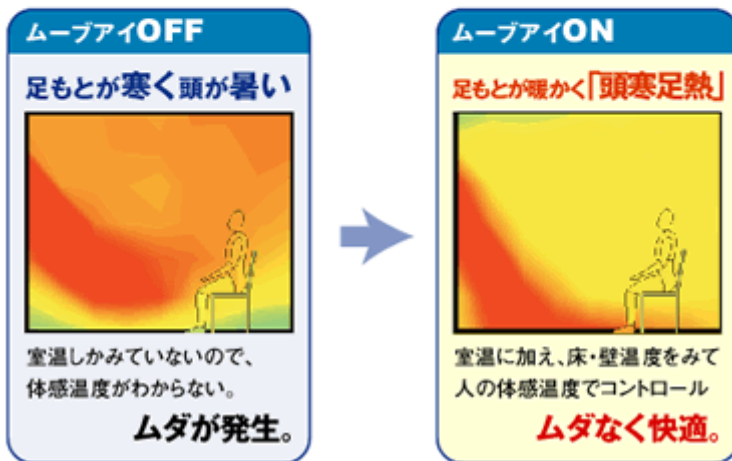 ムーブアイOFF
足もとが寒く頭が暑い
室温しかみていないので、
体感温度がわからない。
ムダが発生。
ムーブアイON
足もとが暖かく「頭寒足熱」
室温に加え、床・壁温度をみて
人の体感温度でコントロール
ムダなく快適。